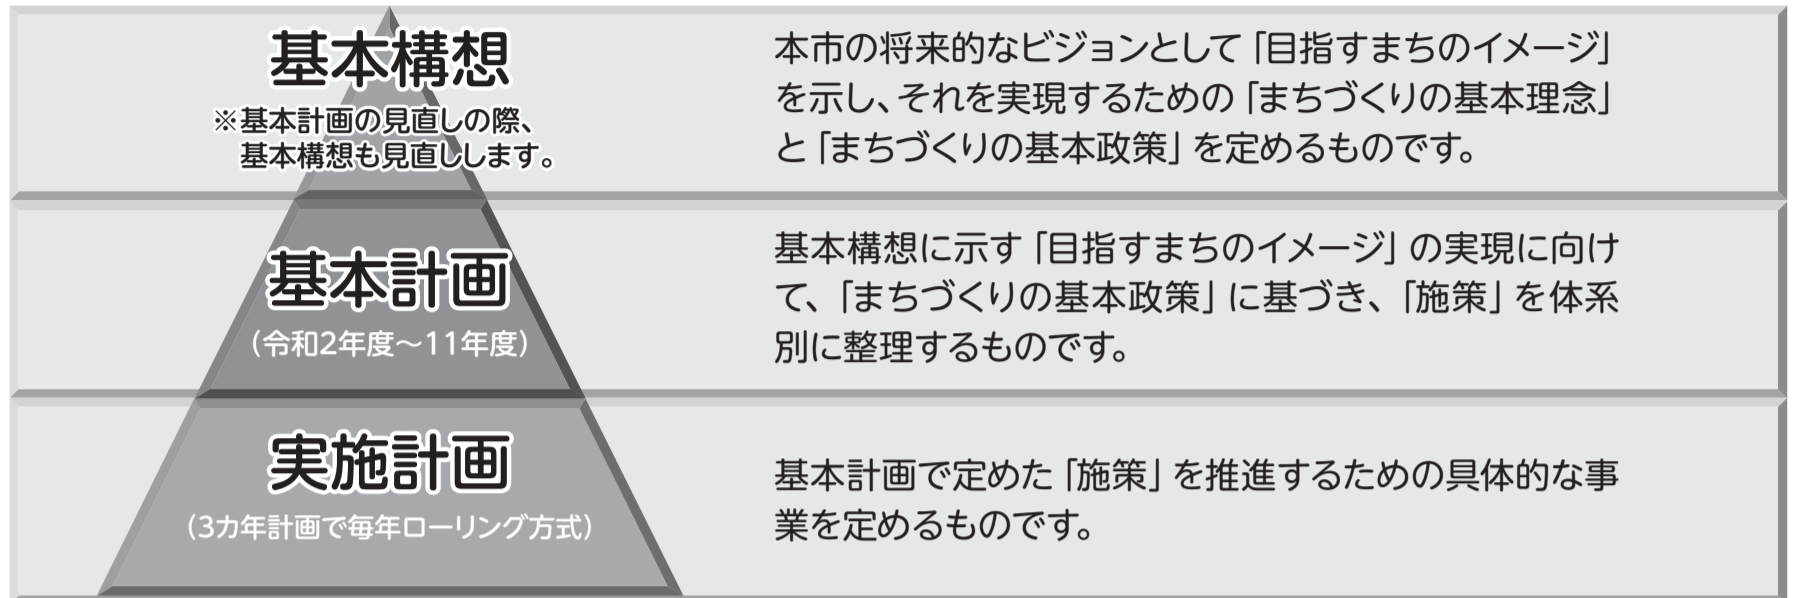 基本構想
※基本計画の見直しの際、
基本構想も見直しします。
本市の将来的なビジョンとして「目指すまちのイメージ」
を示し、それを実現するための「まちづくりの基本理念」
と「まちづくりの基本政策」を定めるものです。
基本計画
（令和2年度～11年度）
基本構想に示す「目指すまちのイメージ」の実現に向け
て、「まちづくりの基本政策」に基づき、「施策」を体系
別に整理するものです。
実施計画
（3カ年計画で毎年ローリング方式）
基本計画で定めた「施策」を推進するための具体的な事
業を定めるものです。